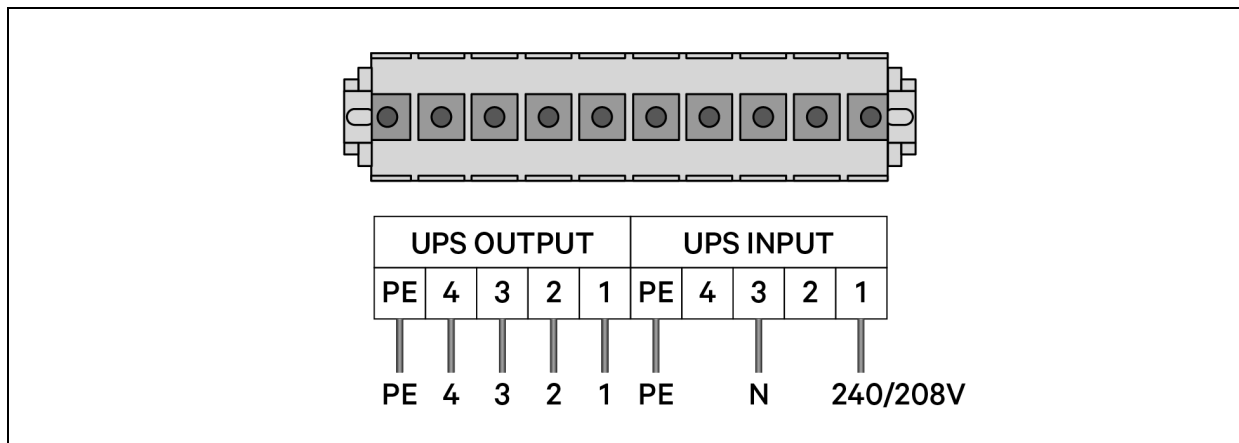 UPS OUTPUT UPS INPUT
PE 4 3 2 1 PE 4 3 2 1
PE 4 3 2 1 PE N 240/208V